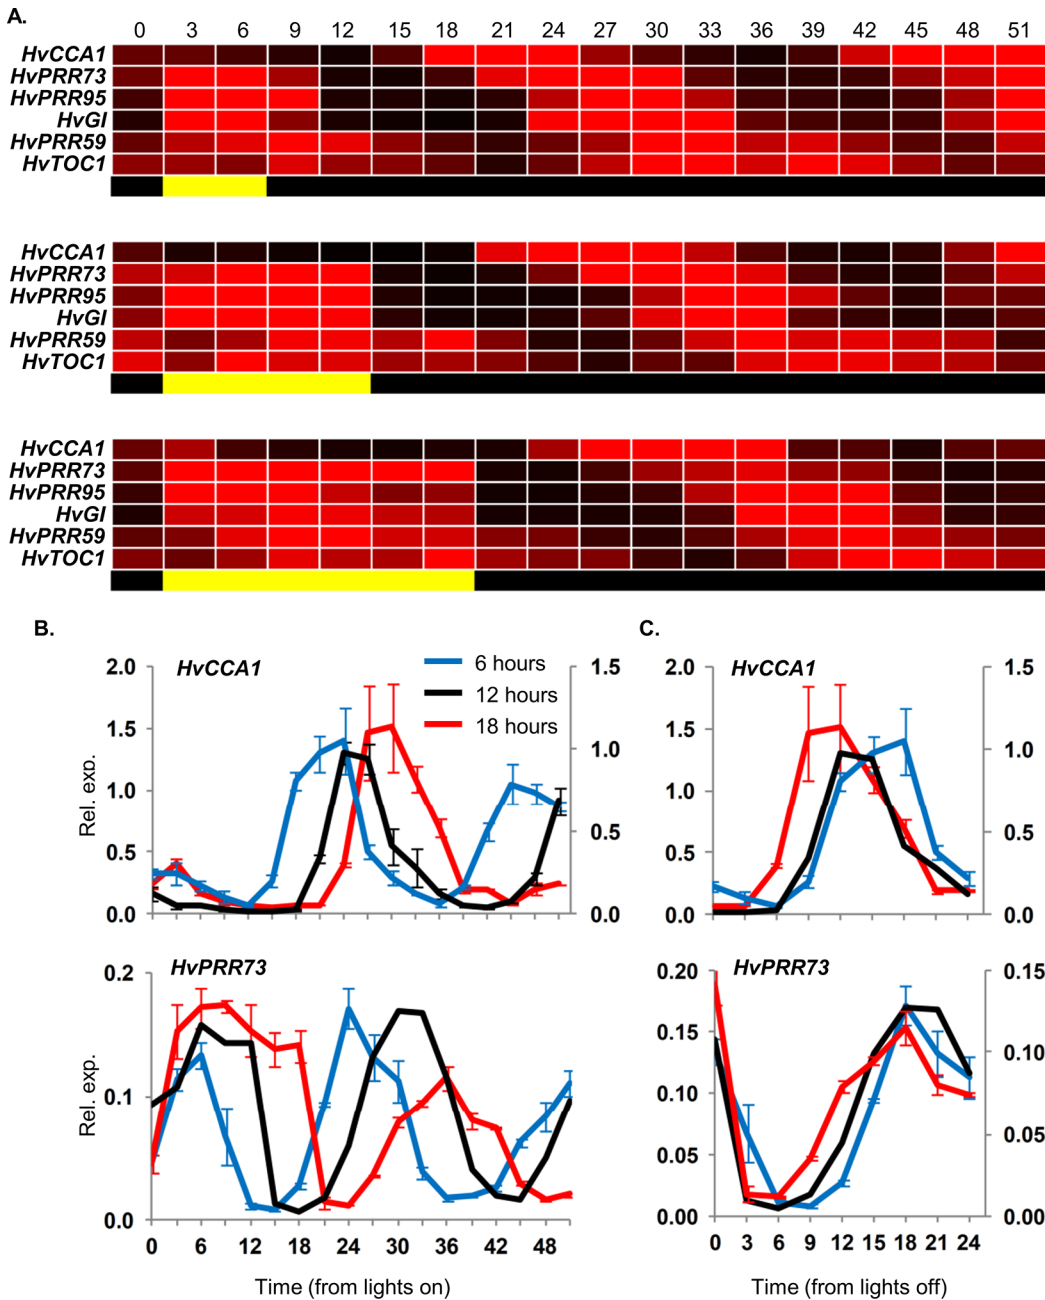 A.
0 3 6 9 12 15 18 21 24 27 30 33 36 39 42 45 48 51
HvCCA1
HvPRR73
HvPRR95
HvGI
HvPRR59
HvTOC1
HvCCA1
HvPRR73
HvPRR95
HvGI
HvPRR59
HvTOC1
HvCCA1
HvPRR73
HvPRR95
HvGI
HvPRR59
HvTOC1
B.
HvCCA1
6 hours
12 hours
18 hours
2.0
1.5
1.0
0.5
0.0
Rel. exp.
1.5
1.0
0.5
0.0
HvPRR73
0.2
0.1
0.0
Rel. exp.
0 6 12 18 24 30 36 42 48
Time (from lights on)
C.
HvCCA1
2.0
1.5
1.0
0.5
0.0
1.5
1.0
0.5
0.0
HvPRR73
0.20
0.15
0.10
0.05
0.00
0.15
0.10
0.05
0.00
0 3 6 9 12 15 18 21 24
Time (from lights off)